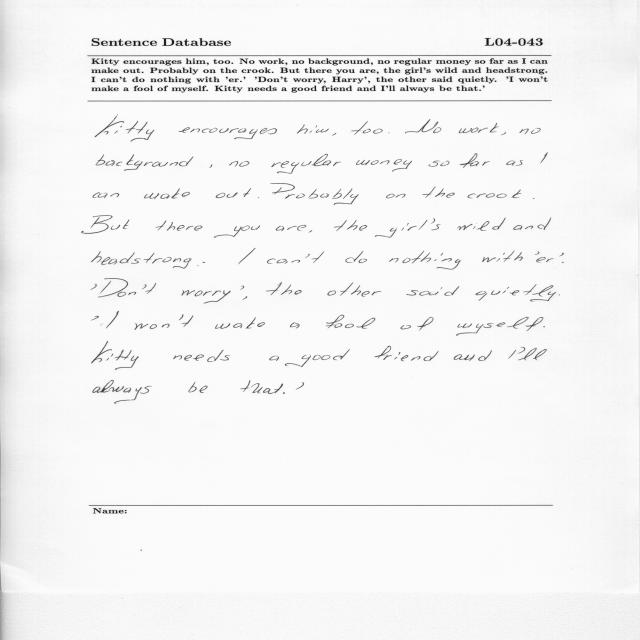 Sentence Database L04-043
Kitty encourages him, too. No work, no background, no regular money so far as I can
make out. Probably on the crook. But there you are, the girl's wild and headstrong.
I can't do nothing with 'er.' 'Don't worry, Harry', the other said quietly. 'I won't
make a fool of myself. Kitty needs a good friend and I'll always be that.'
Kitty encourages him, too. No work, no
background, no regular money so far as I
can make out. Probably on the crook.
But there you are, the girl's wild and
headstrong. I can't do nothing with 'er'.
'Don't worry', the other said quietly.
'I won't make a fool of myself.
Kitty needs a good friend and I'll
always be that.'
Name: